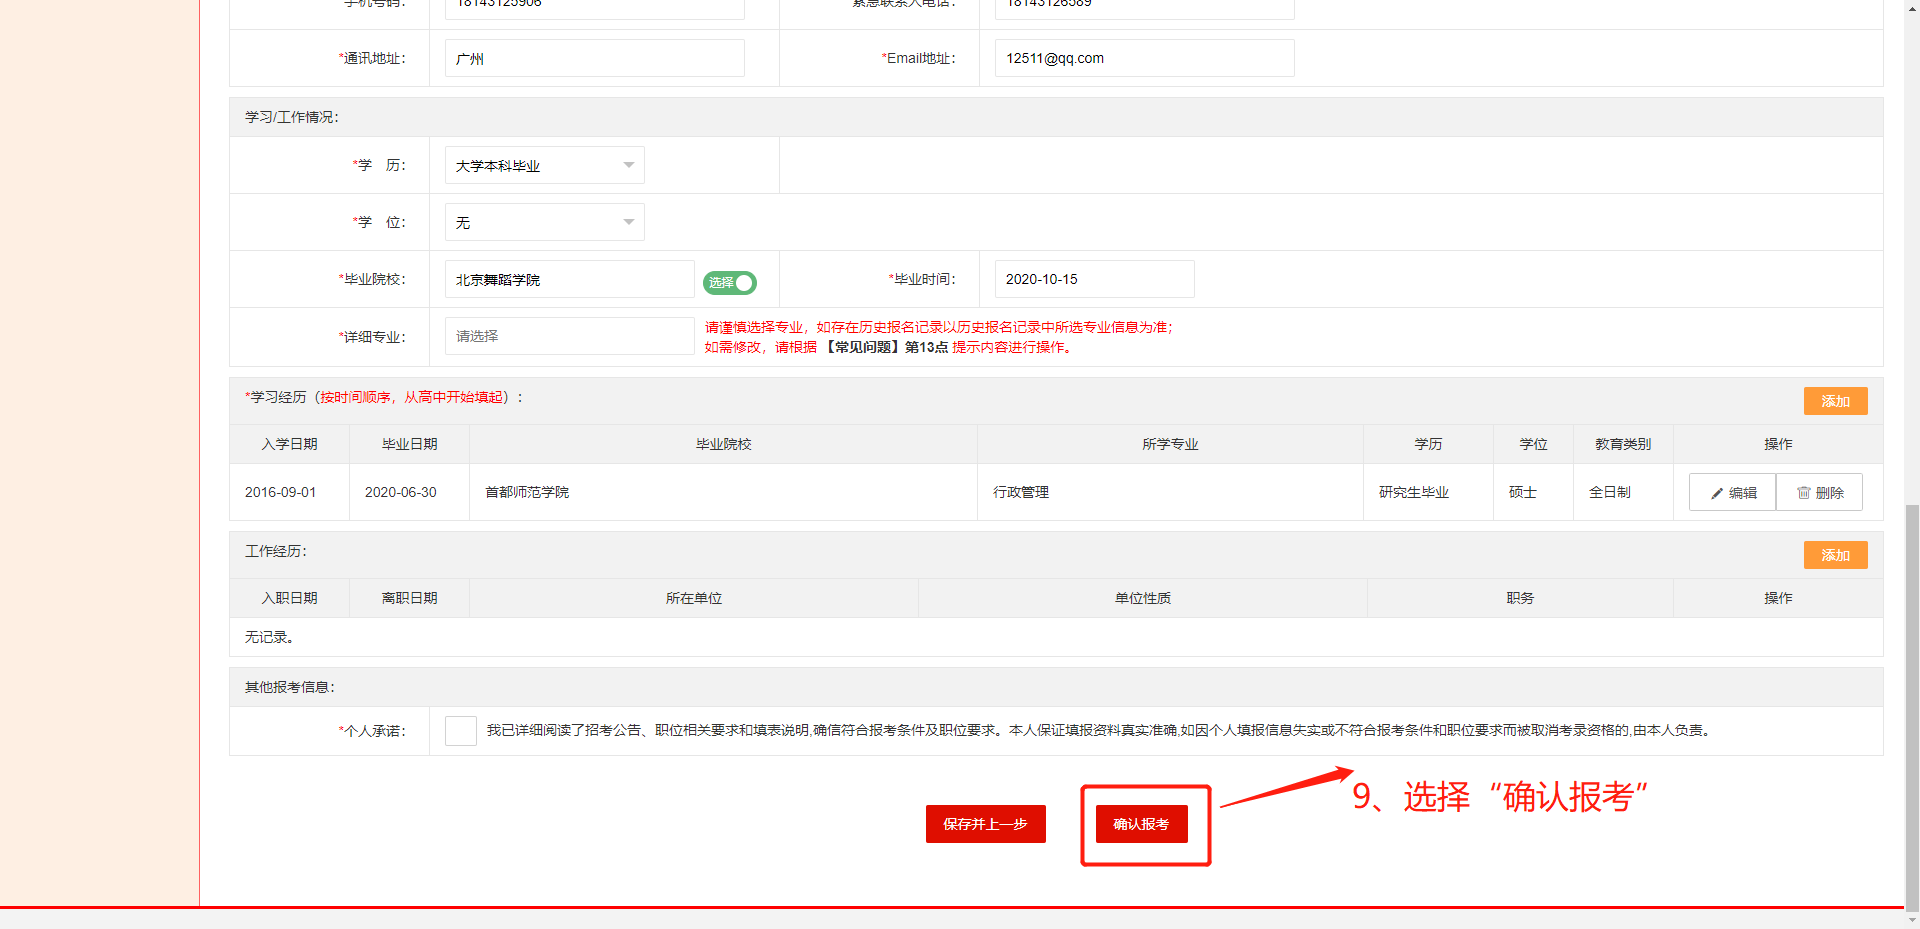 手机号码： 18143125906 紧急联系人电话： 18143126589
*通讯地址： 广州 *Email地址： 12511@qq.com
学习/工作情况：
*学 历： 大学本科毕业
*学 位： 无
*毕业院校： 北京舞蹈学院 选择 *毕业时间： 2020-10-15
*详细专业： 请选择 请谨慎选择专业，如存在历史报名记录以历史报名记录中所选专业信息为准；
如需修改，请根据 【常见问题】第13点 提示内容进行操作。
*学习经历（按时间顺序，从高中开始填起）： 添加
入学日期 毕业日期 毕业院校 所学专业 学历 学位 教育类别 操作
2016-09-01 2020-06-30 首都师范学院 行政管理 研究生毕业 硕士 全日制 编辑 删除
工作经历： 添加
入职日期 离职日期 所在单位 单位性质 职务 操作
无记录。
其他报考信息：
*个人承诺： 我已详细阅读了招考公告、职位相关要求和填表说明,确信符合报考条件及职位要求。本人保证填报资料真实准确,如因个人填报信息失实或不符合报考条件和职位要求而被取消考录资格的,由本人负责。
9、选择“确认报考”
保存并上一步 确认报考